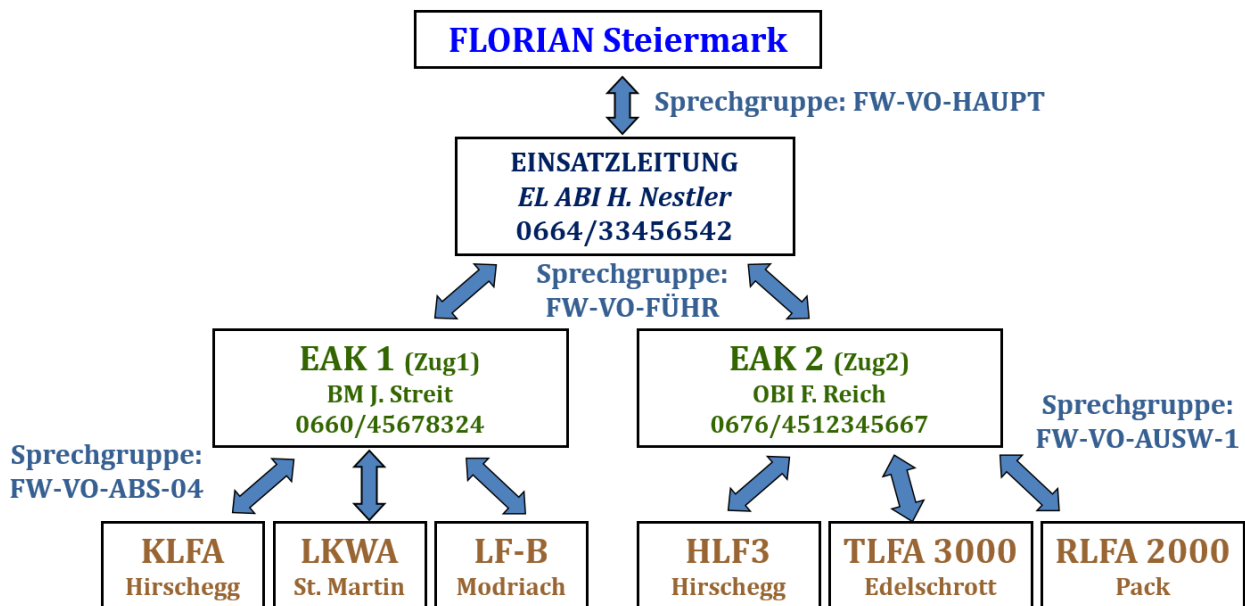 FLORIAN Steiermark
Sprechgruppe: FW-VO-HAUPT
EINSATZLEITUNG
EL ABI H. Nestler
0664/33456542
Sprechgruppe:
FW-VO-FÜHR
EAK 1 (Zug1)
BM J. Streit
0660/45678324
EAK 2 (Zug2)
OBI F. Reich
0676/4512345667
Sprechgruppe:
FW-VO-ABS-04
Sprechgruppe:
FW-VO-AUSW-1
KLFA
Hirschegg
LKWA
St. Martin
LF-B
Modriach
HLF3
Hirschegg
TLFA 3000
Edelschrott
RLFA 2000
Pack